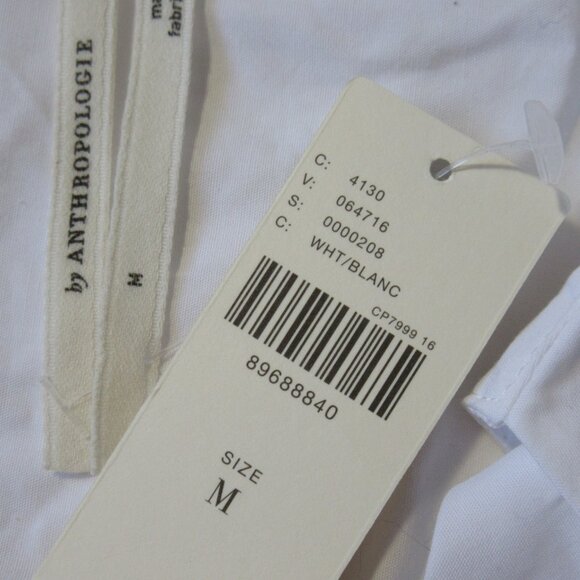 by ANTHROPOLOGIE
M
C: 4130
V: 064716
S: 0000208
C: WHT/BLANC
CP7999 16
89688840
SIZE
M